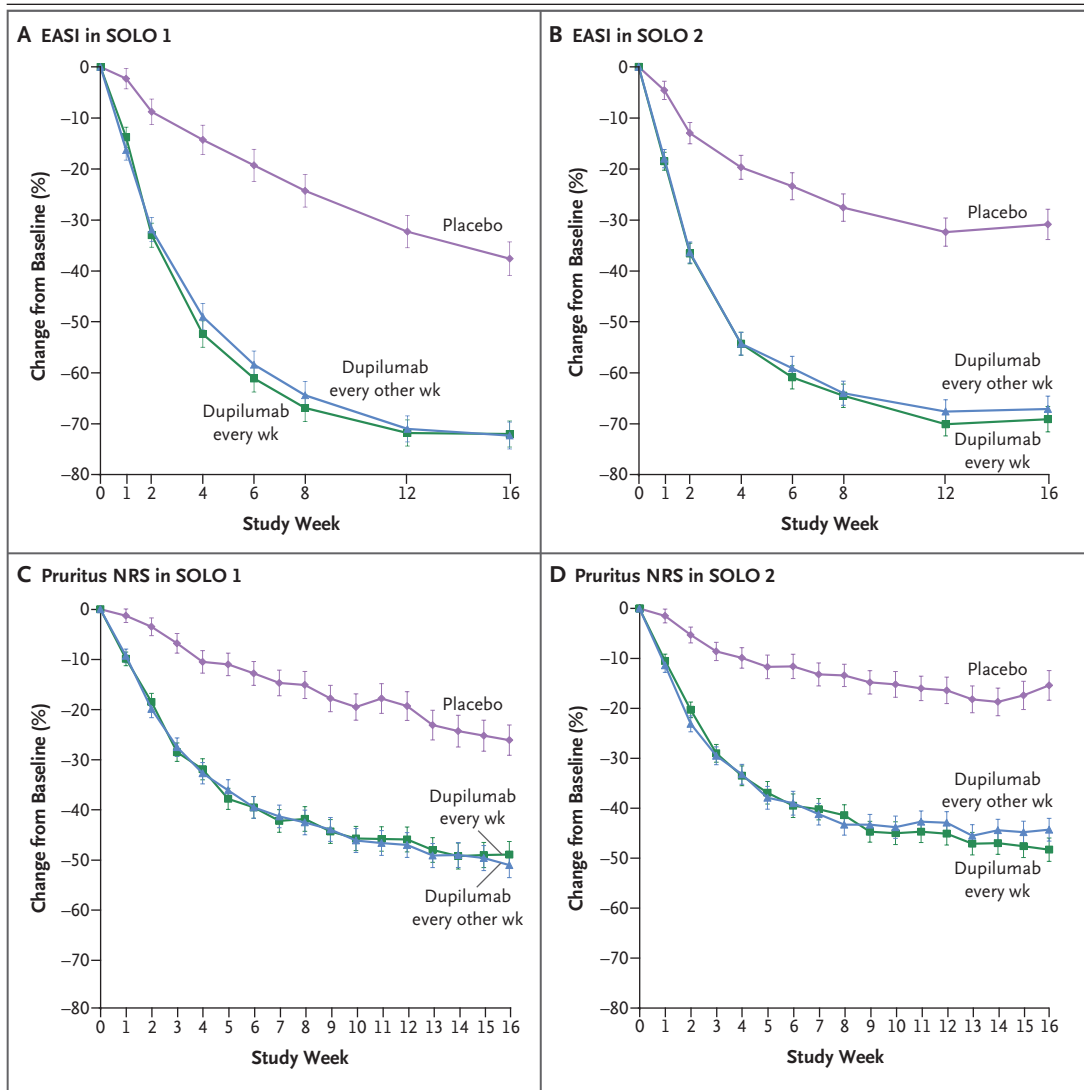 A EASI in SOLO 1
Change from Baseline (%)
0
–10
–20
–30
–40
–50
–60
–70
–80
Placebo
Dupilumab
every other wk
Dupilumab
every wk
0 1 2 4 6 8 12 16
Study Week
B EASI in SOLO 2
Change from Baseline (%)
0
–10
–20
–30
–40
–50
–60
–70
–80
Placebo
Dupilumab
every other wk
Dupilumab
every wk
0 1 2 4 6 8 12 16
Study Week
C Pruritus NRS in SOLO 1
Change from Baseline (%)
0
–10
–20
–30
–40
–50
–60
–70
–80
Placebo
Dupilumab
every wk
Dupilumab
every other wk
0 1 2 3 4 5 6 7 8 9 10 11 12 13 14 15 16
Study Week
D Pruritus NRS in SOLO 2
Change from Baseline (%)
0
–10
–20
–30
–40
–50
–60
–70
–80
Placebo
Dupilumab
every other wk
Dupilumab
every wk
0 1 2 3 4 5 6 7 8 9 10 11 12 13 14 15 16
Study Week